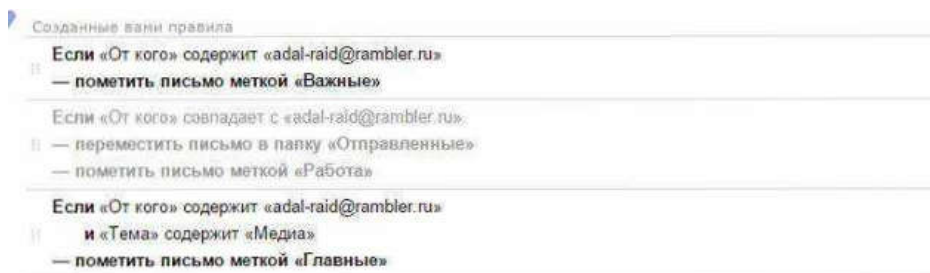 Созданные вами правила
Если «От кого» содержит «adal-raid@rambler.ru»
— пометить письмо меткой «Важные»
Если «От кого» совпадает с «adal-raid@rambler.ru»
— переместить письмо в папку «Отправленные»
— пометить письмо меткой «Работа»
Если «От кого» содержит «adal-raid@rambler.ru»
и «Тема» содержит «Медиа»
— пометить письмо меткой «Главные»